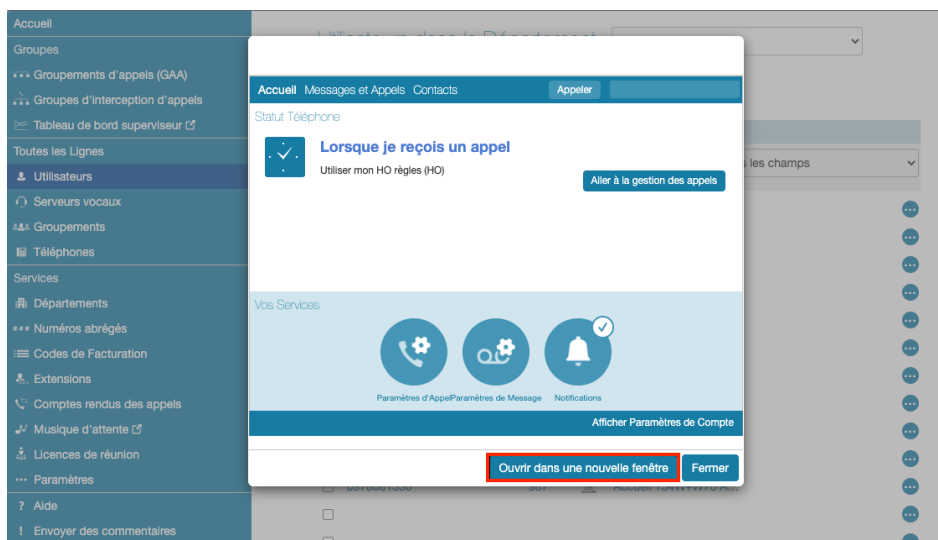 Accueil
Groupes
Groupements d'appels (GAA)
Groupes d'interception d'appels
Tableau de bord superviseur
Toutes les Lignes
Utilisateurs
Serveurs vocaux
Groupements
Téléphones
Services
Départements
Numéros abrégés
Codes de Facturation
Extensions
Comptes rendus des appels
Musique d'attente
Licences de réunion
Paramètres
? Aide
! Envoyer des commentaires
Accueil Messages et Appels Contacts Appeler
Statut Téléphone
Lorsque je reçois un appel
Utiliser mon HO règles (HO)
Aller à la gestion des appels
Vos Services
Paramètres d'Appel Paramètres de Message Notifications
Afficher Paramètres de Compte
Ouvrir dans une nouvelle fenêtre Fermer
les champs